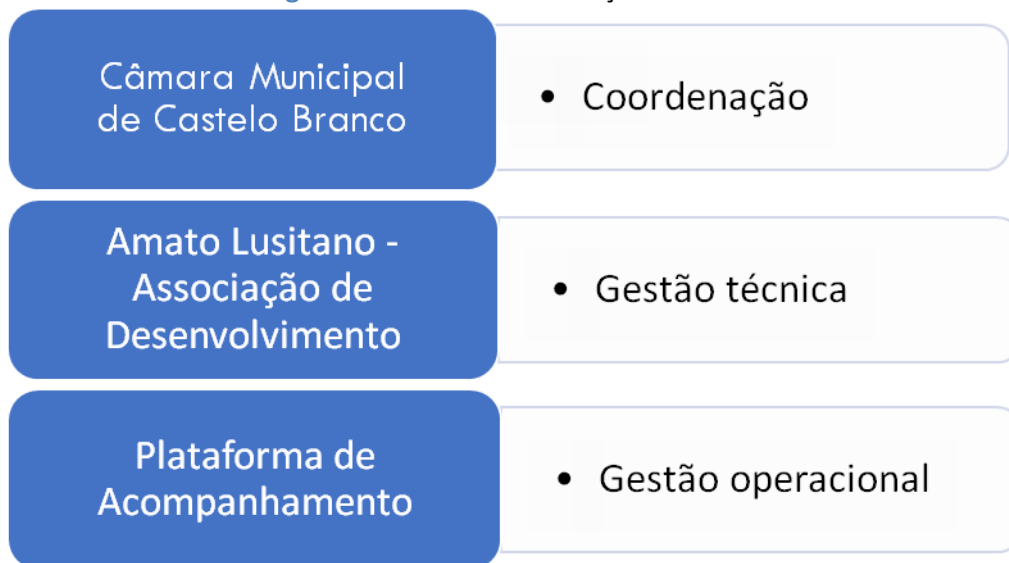 Câmara Municipal
de Castelo Branco
• Coordenação
Amato Lusitano -
Associação de
Desenvolvimento
• Gestão técnica
Plataforma de
Acompanhamento
• Gestão operacional